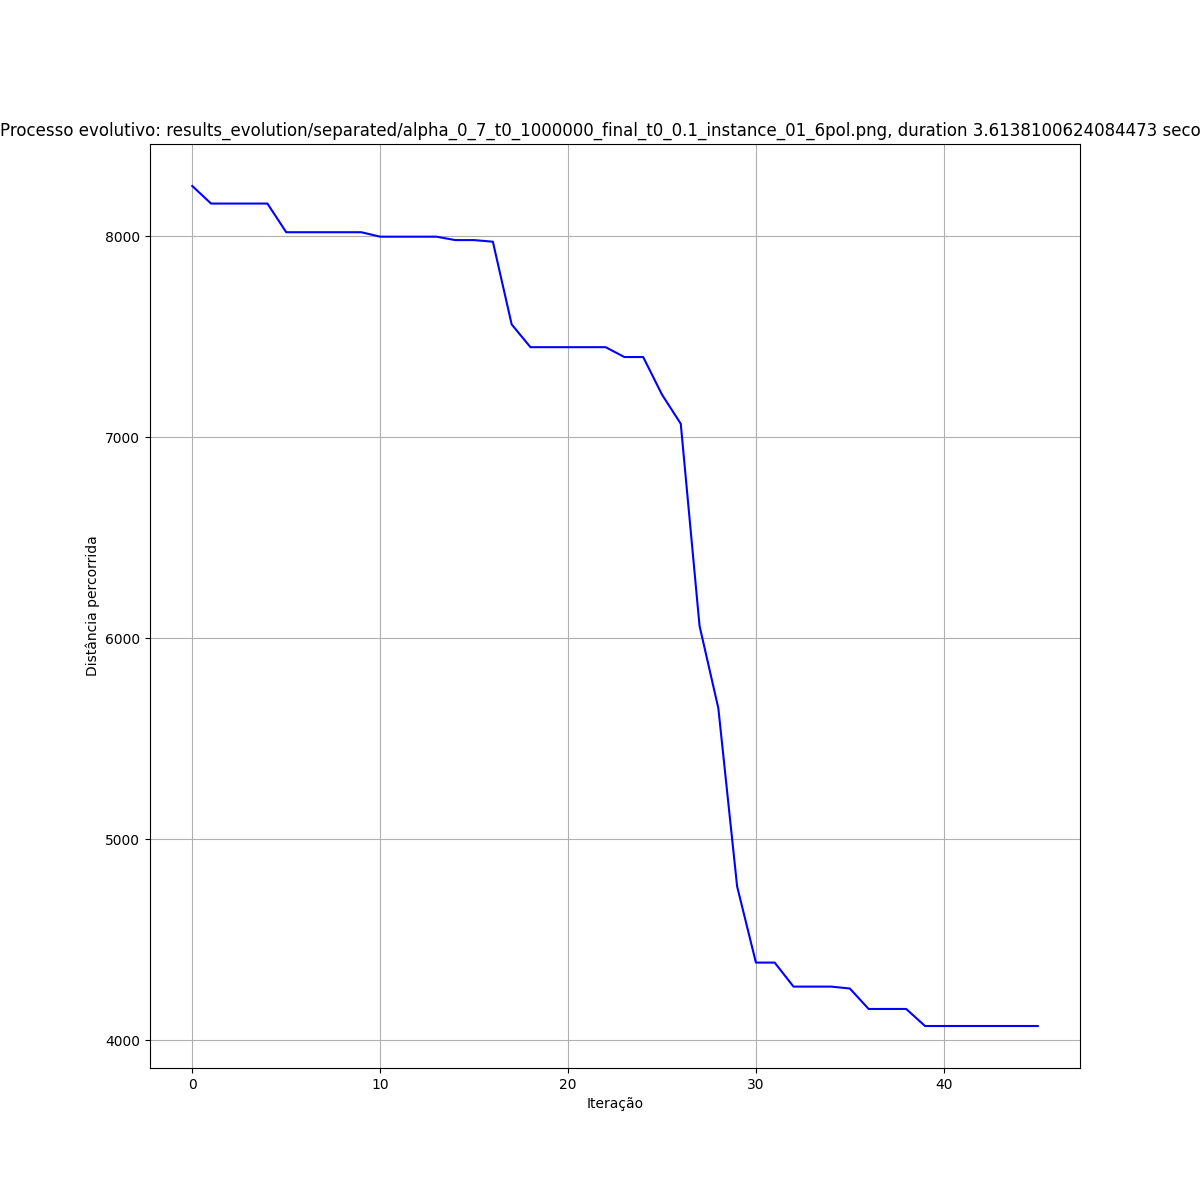 Processo evolutivo: results_evolution/separated/alpha_0_7_t0_1000000_final_t0_0.1_instance_01_6pol.png, duration 3.6138100624084473 seco
8000
7000
6000
5000
4000
Distância percorrida
0 10 20 30 40
Iteração